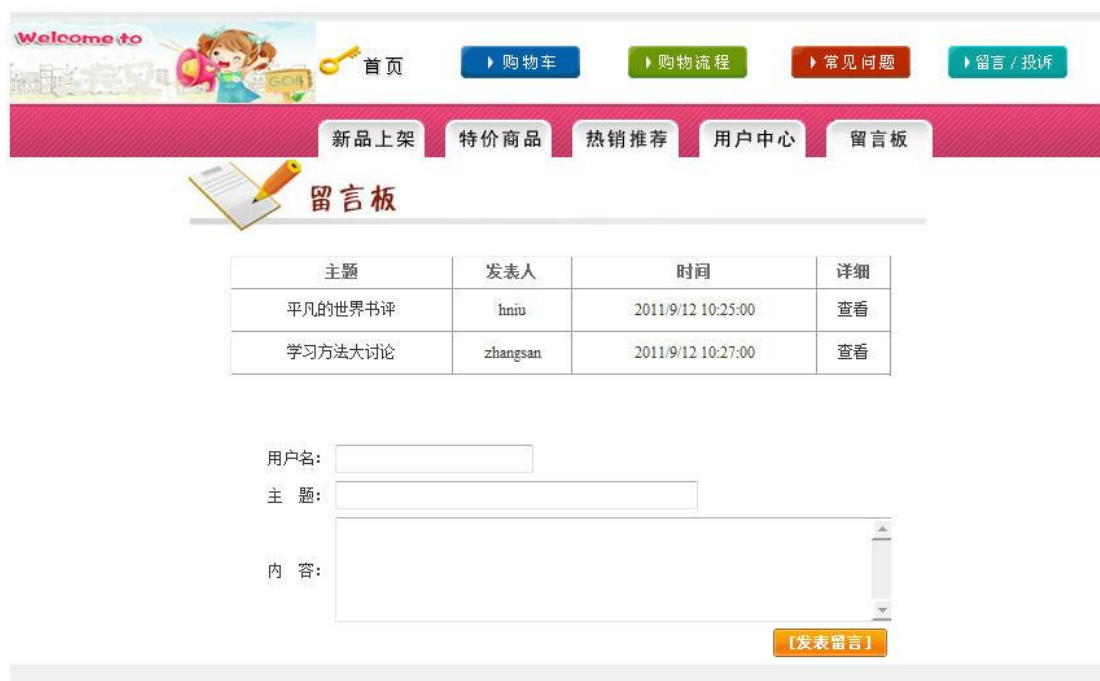 Welcome to
GO!!
首页
购物车
购物流程
常见问题
留言 / 投诉
新品上架 特价商品 热销推荐 用户中心 留言板
留言板
主题 发表人 时间 详细
平凡的世界书评 hniu 2011/9/12 10:25:00 查看
学习方法大讨论 zhangsan 2011/9/12 10:27:00 查看
用户名：
主 题：
内 容：
[发表留言]